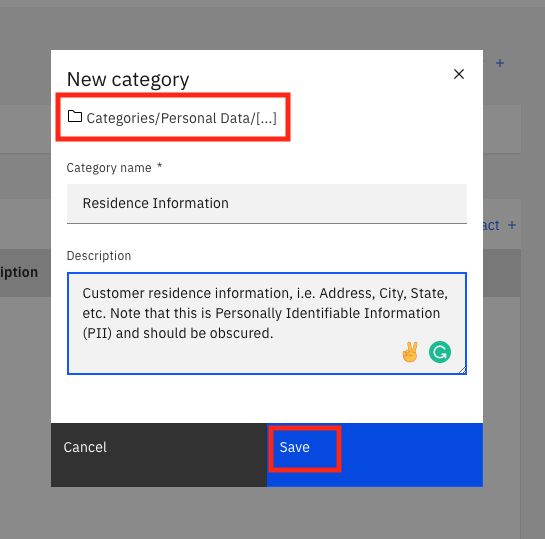 New category
Categories/Personal Data/[...]
Category name *
Residence Information
act +
iption
Description
Customer residence information, i.e. Address, City, State,
etc. Note that this is Personally Identifiable Information
(PII) and should be obscured.
Cancel
Save